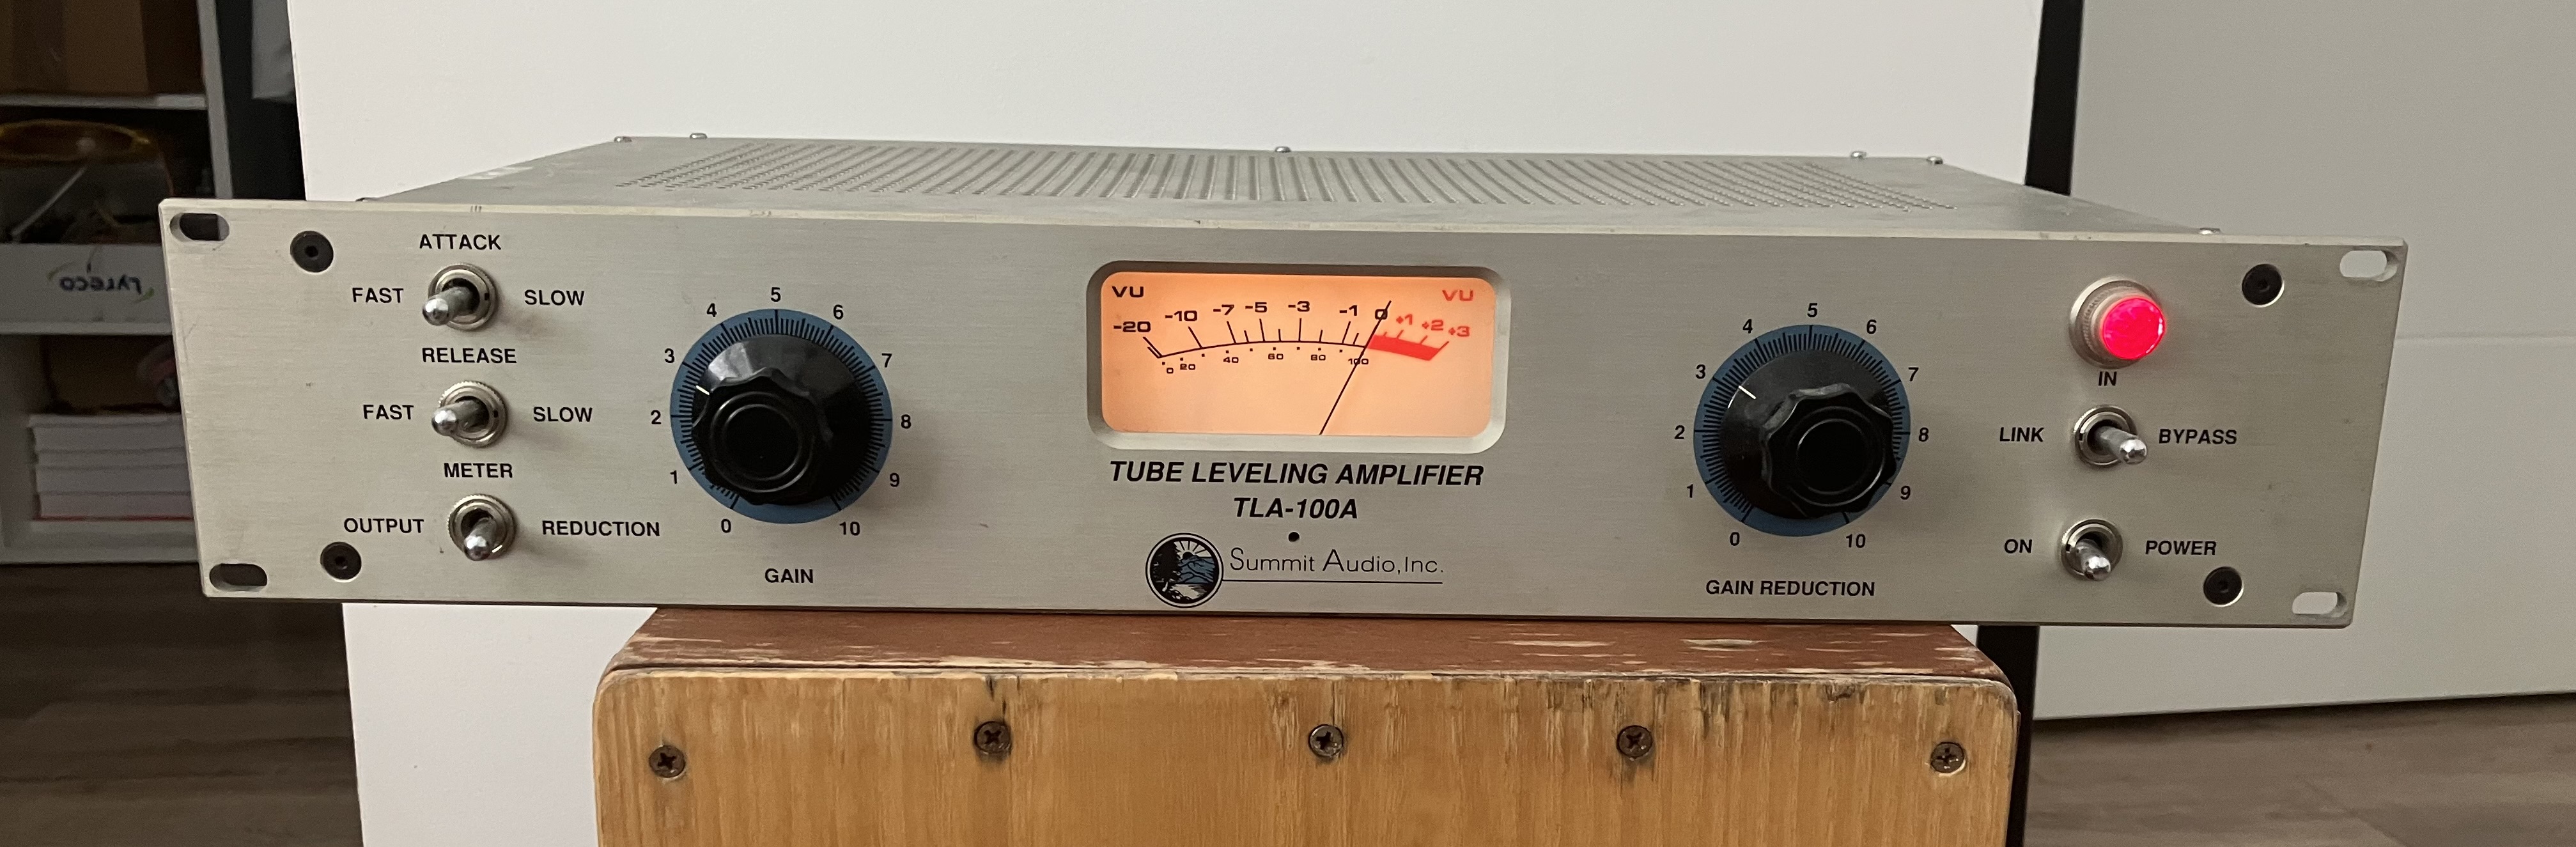 ATTACK
FAST SLOW
RELEASE
FAST SLOW
METER
OUTPUT REDUCTION
0 1 2 3 4 5 6 7 8 9 10
GAIN
VU VU
-20 -10 -7 -5 -3 -1 0 +1 +2 +3
0 20 40 60 80 100
TUBE LEVELING AMPLIFIER
TLA-100A
Summit Audio, Inc.
0 1 2 3 4 5 6 7 8 9 10
GAIN REDUCTION
IN
LINK BYPASS
ON POWER